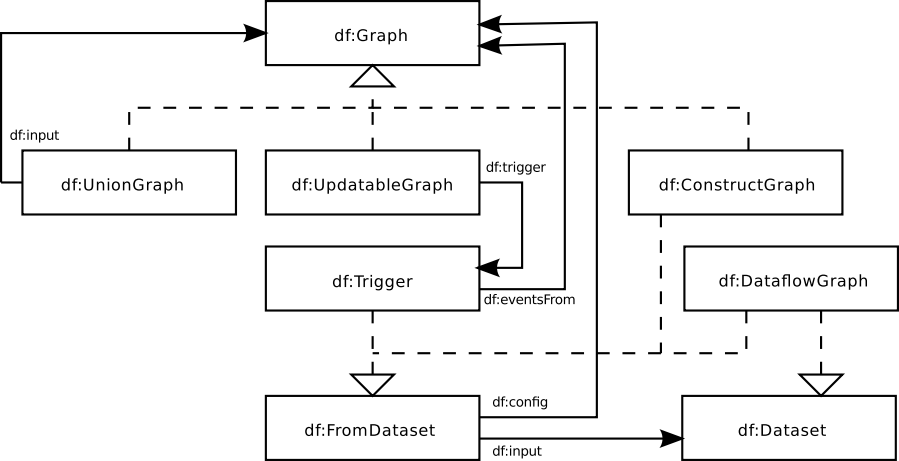 df:Graph
df:input
df:UnionGraph
df:UpdatableGraph
df:trigger
df:ConstructGraph
df:Trigger
df:eventsFrom
df:DataflowGraph
df:FromDataset
df:config
df:input
df:Dataset